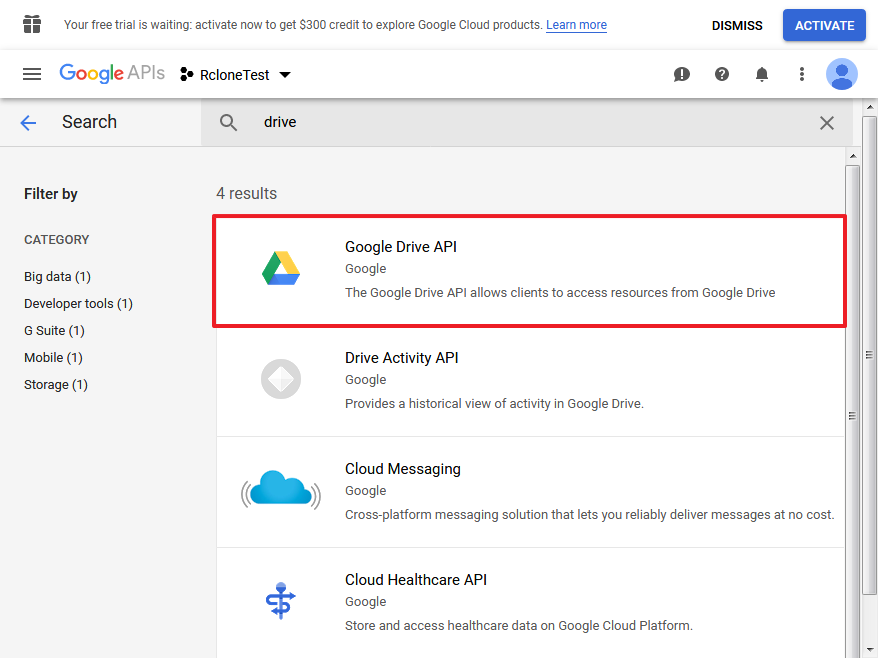 Your free trial is waiting: activate now to get $300 credit to explore Google Cloud products. Learn more
DISMISS
ACTIVATE
Google APIs
RcloneTest
Search
drive
Filter by
CATEGORY
Big data (1)
Developer tools (1)
G Suite (1)
Mobile (1)
Storage (1)
4 results
Google Drive API
Google
The Google Drive API allows clients to access resources from Google Drive
Drive Activity API
Google
Provides a historical view of activity in Google Drive.
Cloud Messaging
Google
Cross-platform messaging solution that lets you reliably deliver messages at no cost.
Cloud Healthcare API
Google
Store and access healthcare data on Google Cloud Platform.